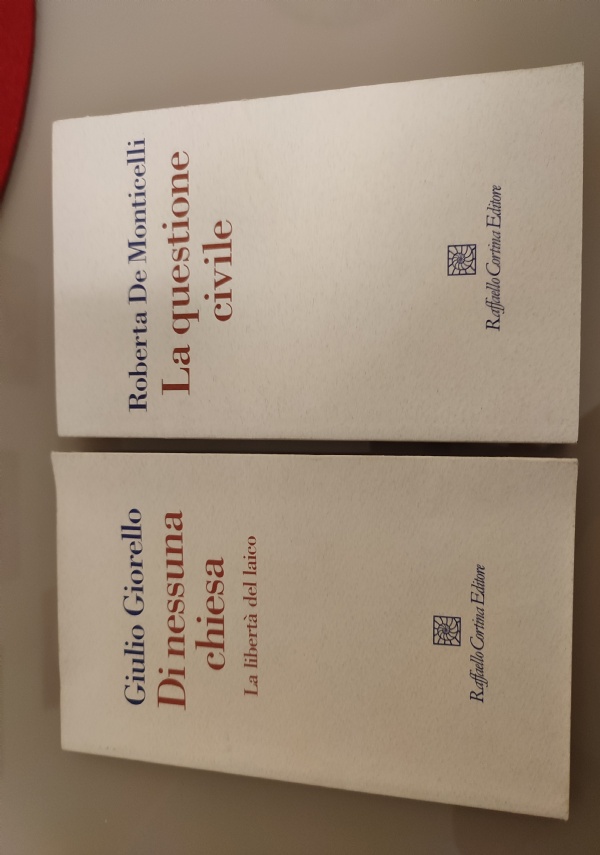 Roberta De Monticelli
La questione
civile
Raffaello Cortina Editore
Giulio Giorello
Di nessuna
chiesa
La libertà del laico
Raffaello Cortina Editore